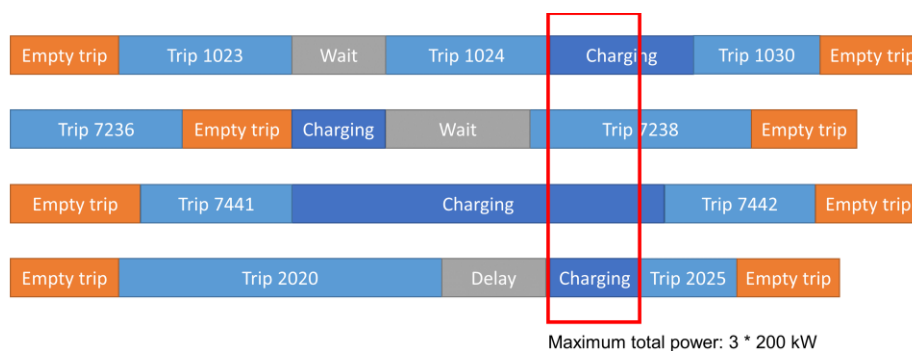 Empty trip Trip 1023 Wait Trip 1024 Charging Trip 1030 Empty trip
Trip 7236 Empty trip Charging Wait Trip 7238 Empty trip
Empty trip Trip 7441 Charging Trip 7442 Empty trip
Empty trip Trip 2020 Delay Charging Trip 2025 Empty trip
Maximum total power: 3 * 200 kW